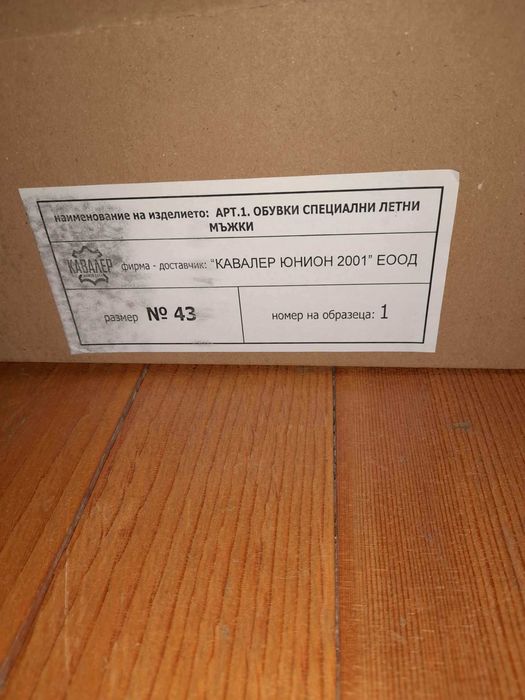 наименование на изделието: АРТ.1. ОБУВКИ СПЕЦИАЛНИ ЛЕТНИ
МЪЖКИ
КАВАЛЕР
фирма - доставчик: "КАВАЛЕР ЮНИОН 2001" ЕООД
размер № 43
номер на образеца: 1